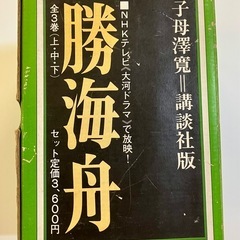 子母澤寛=講談社版
■NHKテレビ《大河ドラマ》で放映!
勝海舟
全3巻(上・中・下)　セット定価3,600円